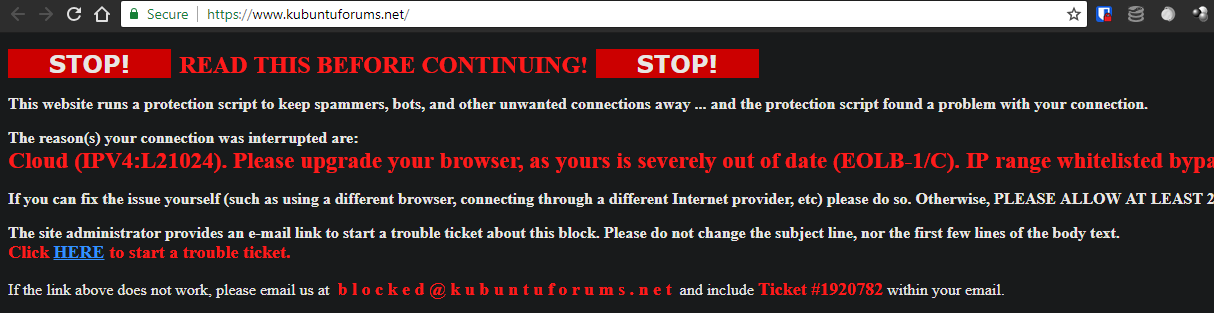 Secure https://www.kubuntuforums.net/
STOP! READ THIS BEFORE CONTINUING! STOP!
This website runs a protection script to keep spammers, bots, and other unwanted connections away ... and the protection script found a problem with your connection.
The reason(s) your connection was interrupted are:
Cloud (IPV4:L21024). Please upgrade your browser, as yours is severely out of date (EOLB-1/C). IP range whitelisted bypa
If you can fix the issue yourself (such as using a different browser, connecting through a different Internet provider, etc) please do so. Otherwise, PLEASE ALLOW AT LEAST 2
The site administrator provides an e-mail link to start a trouble ticket about this block. Please do not change the subject line, nor the first few lines of the body text.
Click HERE to start a trouble ticket.
If the link above does not work, please email us at b l o c k e d @ k u b u n t u f o r u m s . n e t and include Ticket #1920782 within your email.